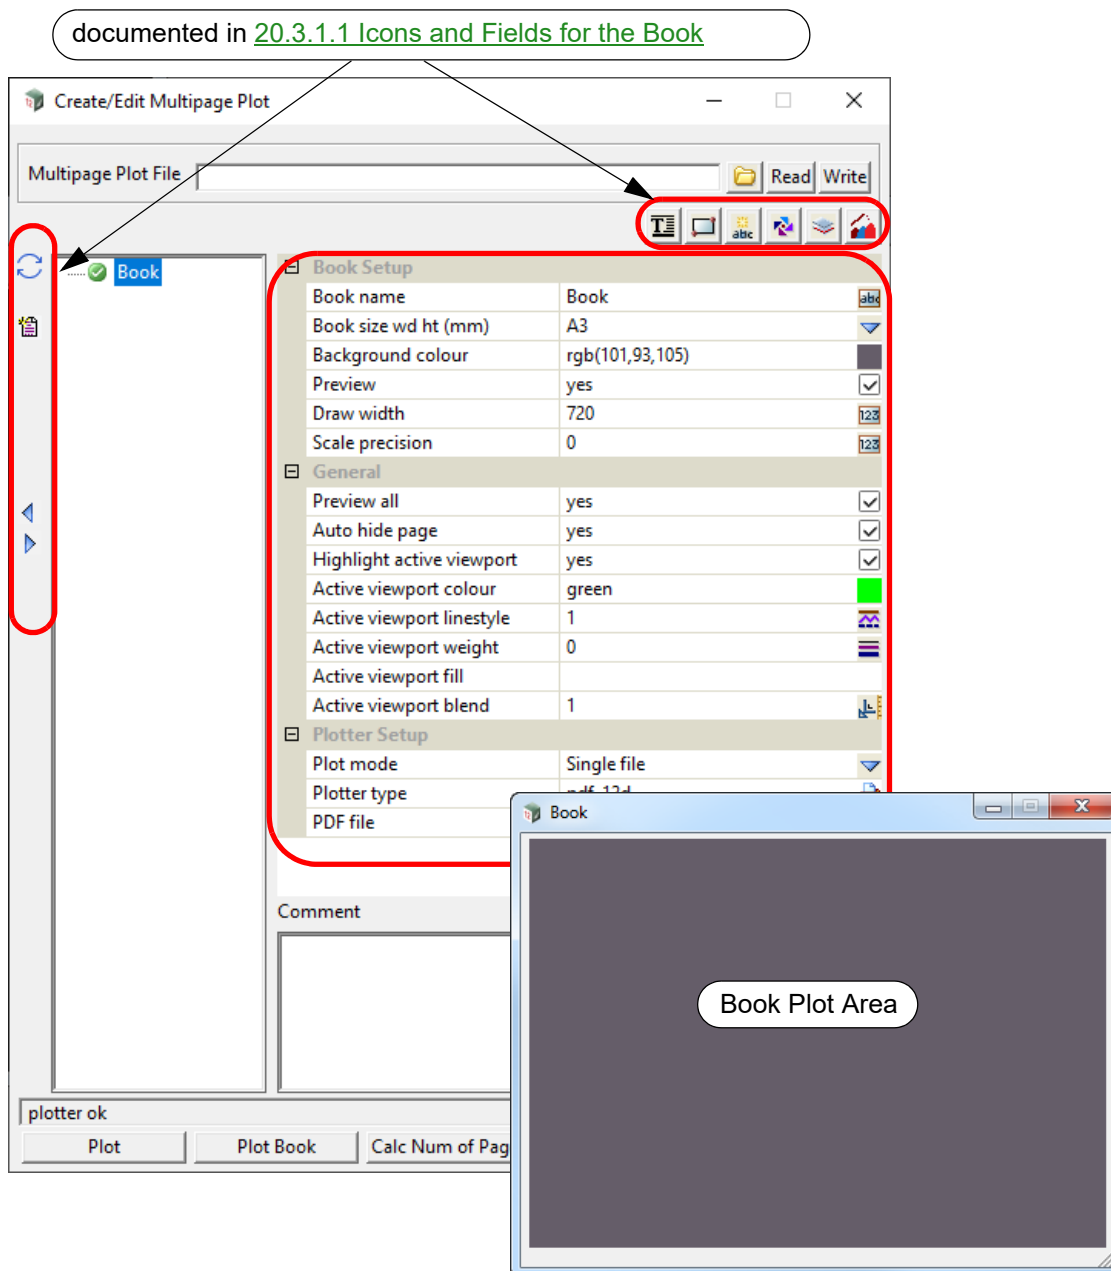 documented in 20.3.1.1 Icons and Fields for the Book
Create/Edit Multipage Plot
Multipage Plot File
Read Write
Book
Book Setup
Book name Book
Book size wd ht (mm) A3
Background colour rgb(101,93,105)
Preview yes
Draw width 720
Scale precision 0
General
Preview all yes
Auto hide page yes
Highlight active viewport yes
Active viewport colour green
Active viewport linestyle 1
Active viewport weight 0
Active viewport fill
Active viewport blend 1
Plotter Setup
Plot mode Single file
Plotter type
PDF file
Book
Comment
Book Plot Area
plotter ok
Plot Plot Book Calc Num of Pag